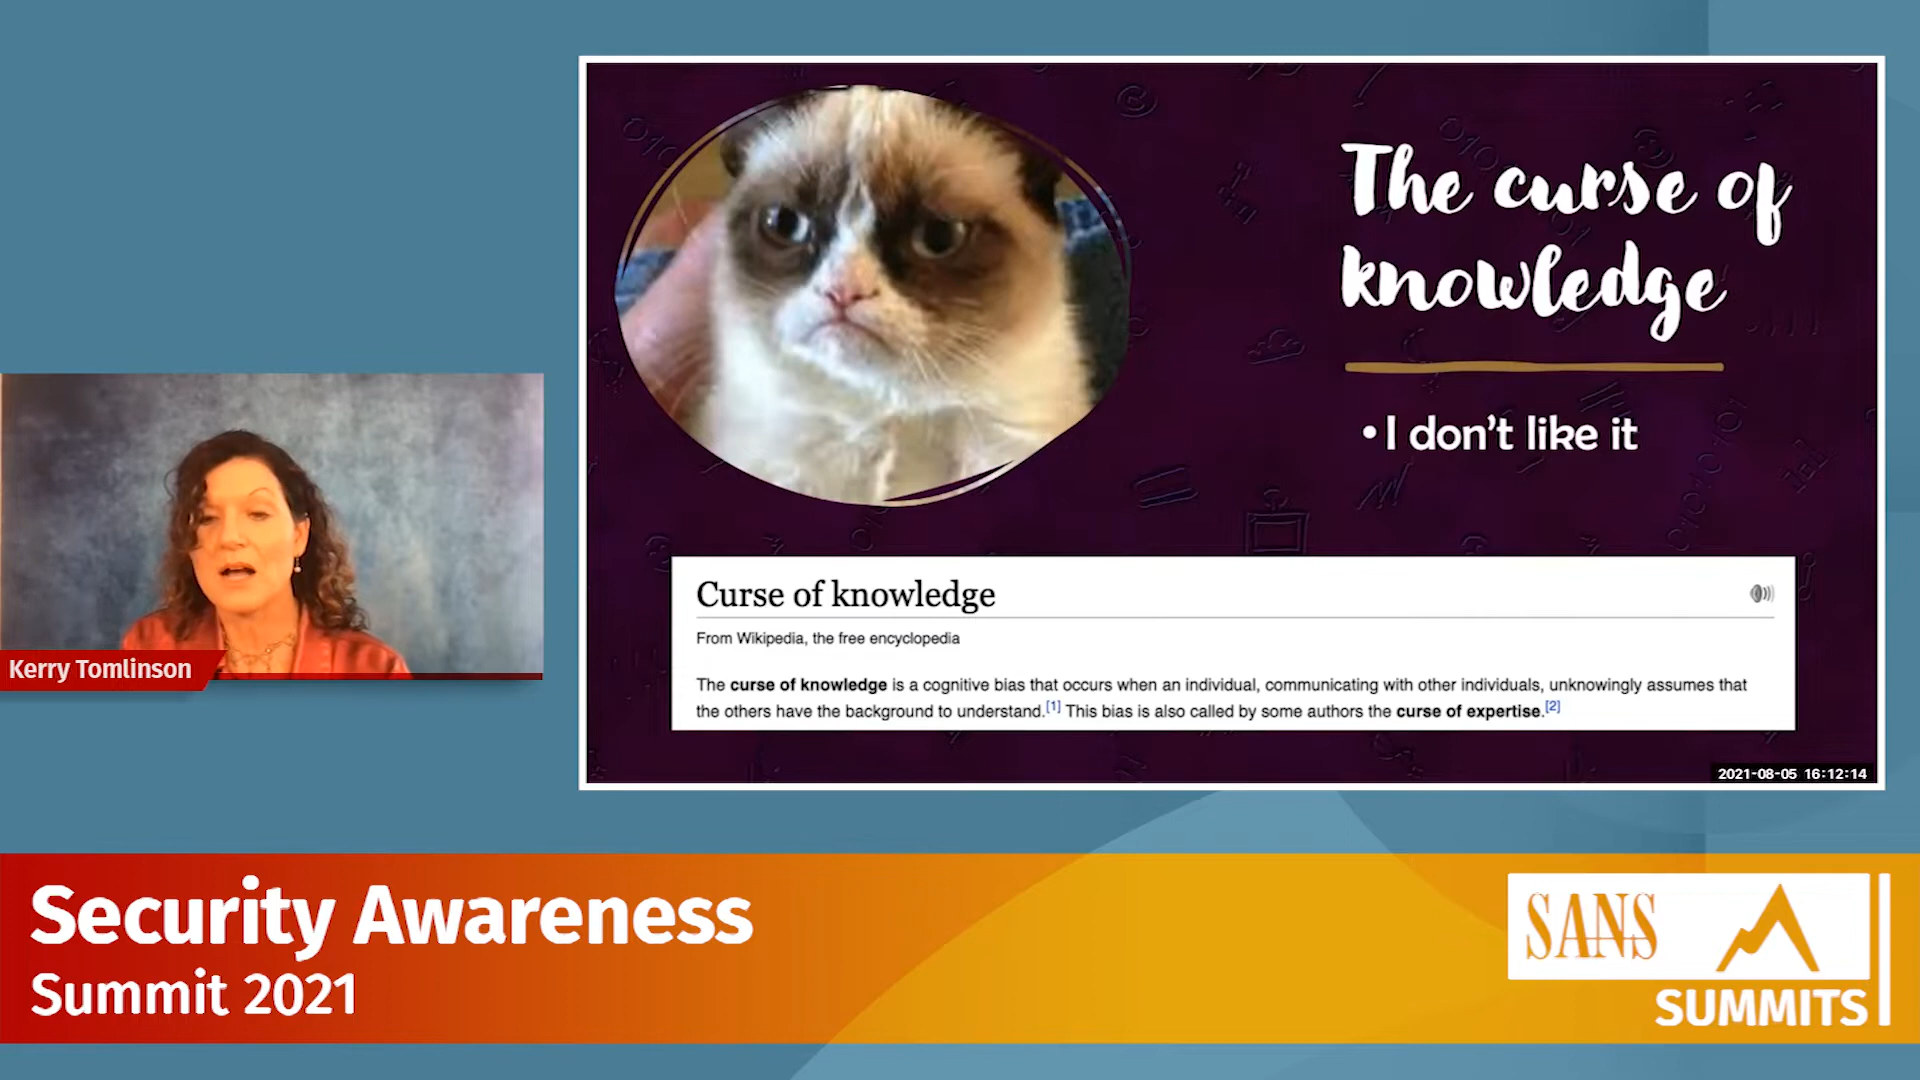 The curse of
knowledge
• I don't like it
Curse of knowledge
From Wikipedia, the free encyclopedia
The curse of knowledge is a cognitive bias that occurs when an individual, communicating with other individuals, unknowingly assumes that
the others have the background to understand.[1] This bias is also called by some authors the curse of expertise.[2]
2021-08-05 16:12:14
Kerry Tomlinson
Security Awareness
Summit 2021
SANS
SUMMITS